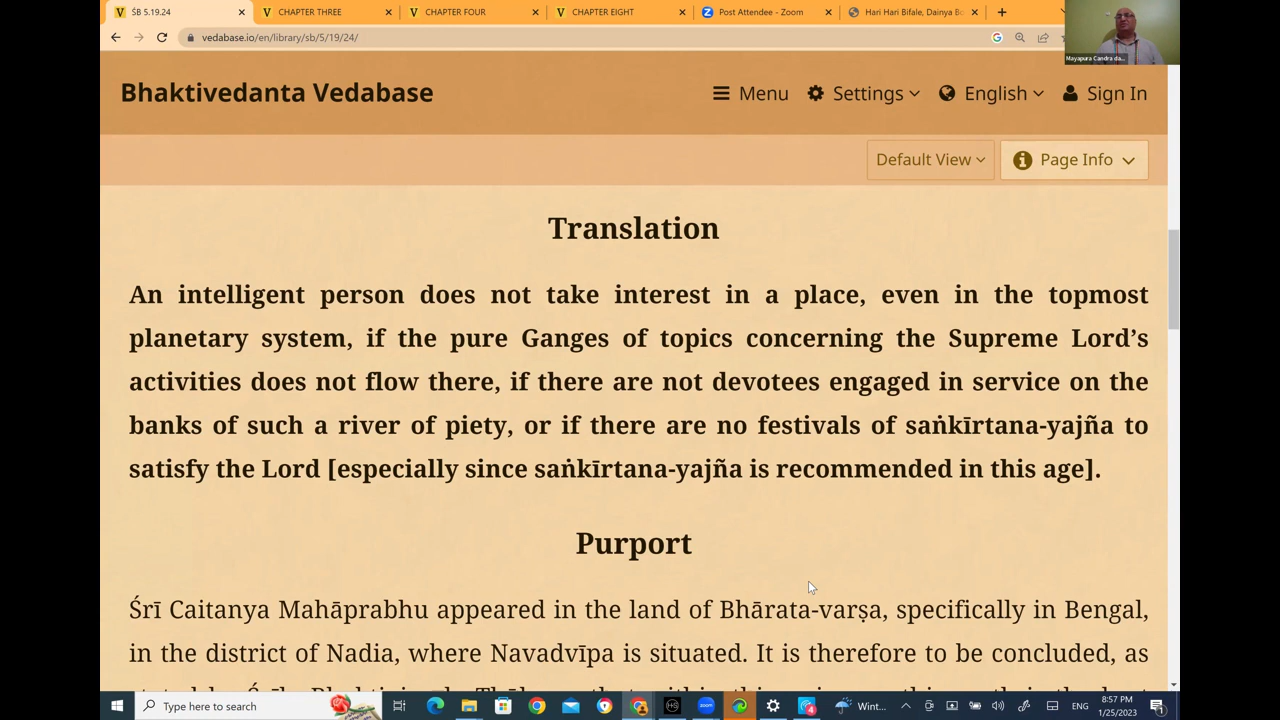 ŚB 5.19.24
CHAPTER THREE
CHAPTER FOUR
CHAPTER EIGHT
Post Attendee - Zoom
Hari Hari Bifale, Dainya Bo
vedabase.io/en/library/sb/5/19/24/
Mayapura Candra da...
Bhaktivedanta Vedabase
Menu
Settings
English
Sign In
Default View
Page Info
Translation
An intelligent person does not take interest in a place, even in the topmost
planetary system, if the pure Ganges of topics concerning the Supreme Lord’s
activities does not flow there, if there are not devotees engaged in service on the
banks of such a river of piety, or if there are no festivals of saṅkīrtana-yajña to
satisfy the Lord [especially since saṅkīrtana-yajña is recommended in this age].
Purport
Śrī Caitanya Mahāprabhu appeared in the land of Bhārata-varṣa, specifically in Bengal,
in the district of Nadia, where Navadvīpa is situated. It is therefore to be concluded, as
Type here to search
Wint...
ENG
8:57 PM
1/25/2023